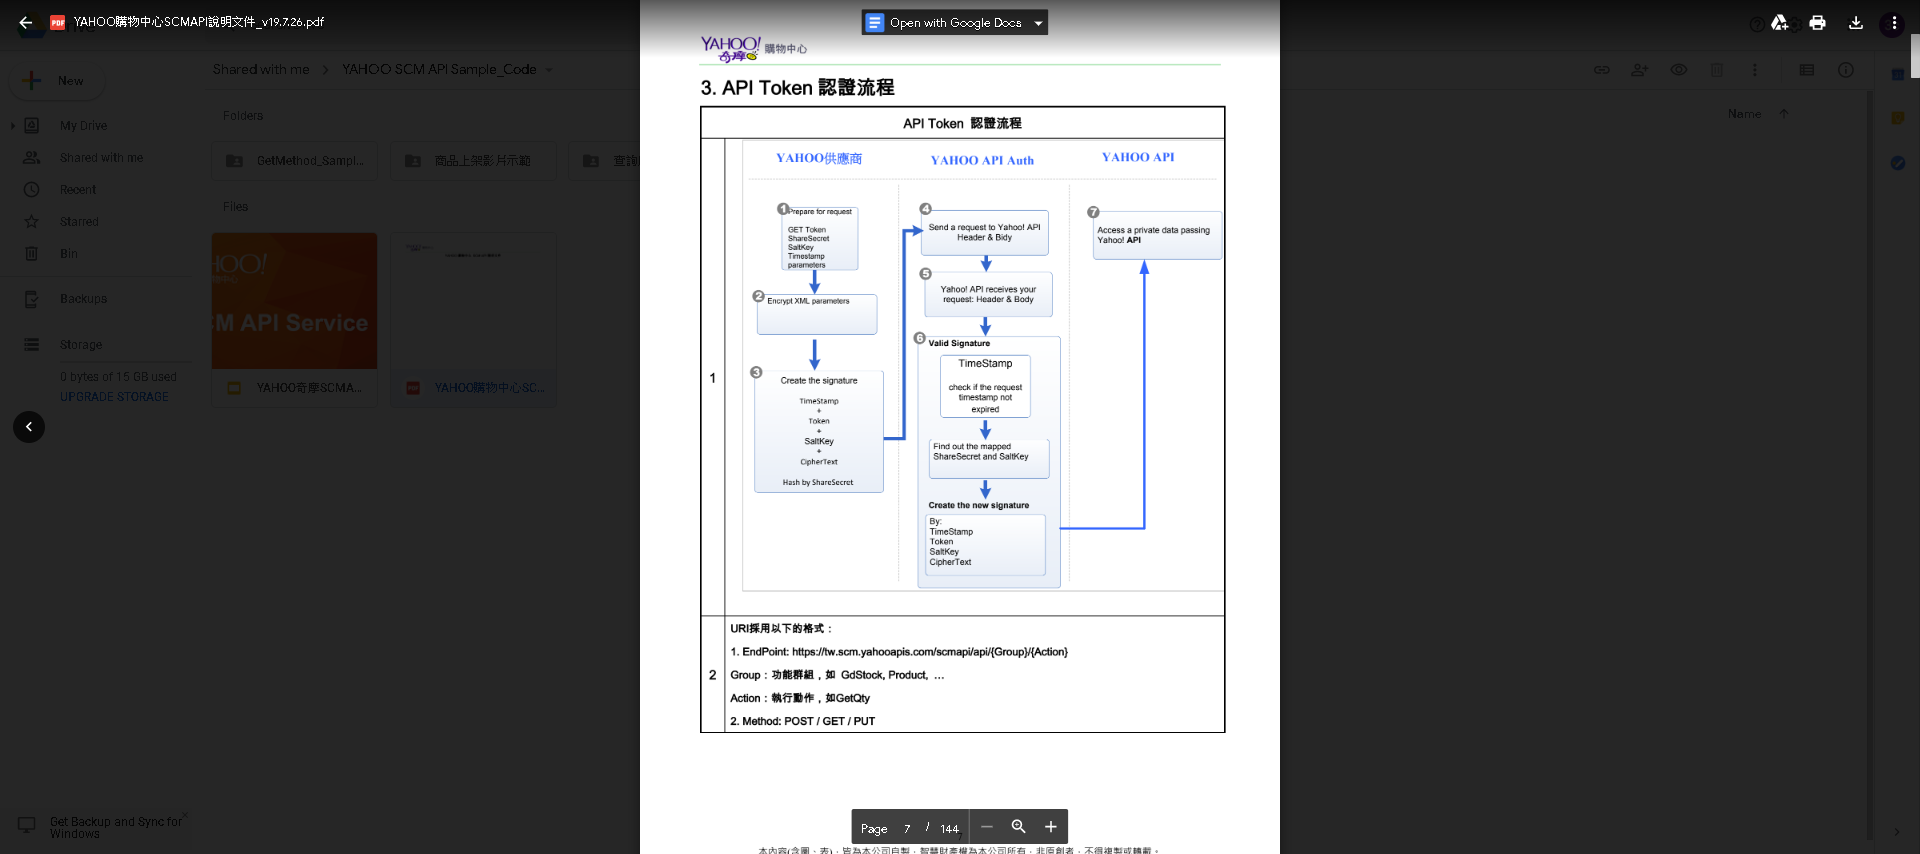 YAHOO購物中心SCMAPI說明文件_v19.7.26.pdf
Open with Google Docs
New
Shared with me
YAHOO SCM API Sample_Code
Name
My Drive
Shared with me
Recent
Starred
Bin
Backups
Storage
0 bytes of 15 GB used
UPGRADE STORAGE
Get Backup and Sync for Windows
Folders
GetMethod_Sampl...
商品上架影片示範
Files
HOO!
M API Service
YAHOO奇摩SCMA...
YAHOO購物中心SC...
YAHOO! 奇摩 購物中心
3. API Token 認證流程
API Token 認證流程
1
YAHOO供應商
YAHOO API Auth
YAHOO API
1
Prepare for request
GET Token
ShareSecret
SaltKey
Timestamp
parameters
2
Encrypt XML parameters
3
Create the signature
TimeStamp
+
Token
+
SaltKey
+
CipherText
Hash by ShareSecret
4
Send a request to Yahoo! API
Header & Bidy
5
Yahoo! API receives your
request: Header & Body
6
Valid Signature
TimeStamp
check if the request
timestamp not
expired
Find out the mapped
ShareSecret and SaltKey
Create the new signature
By:
TimeStamp
Token
SaltKey
CipherText
7
Access a private data passing
Yahoo! API
2
URI採用以下的格式：
1. EndPoint: https://tw.scm.yahooapis.com/scmapi/api/{Group}/{Action}
Group：功能群組，如 GdStock, Product, …
Action：執行動作，如GetQty
2. Method: POST / GET / PUT
Page 7 / 144
本內容(含圖、表)，皆為本公司自製，智慧財產權為本公司所有，非原創者，不得複製或轉載。